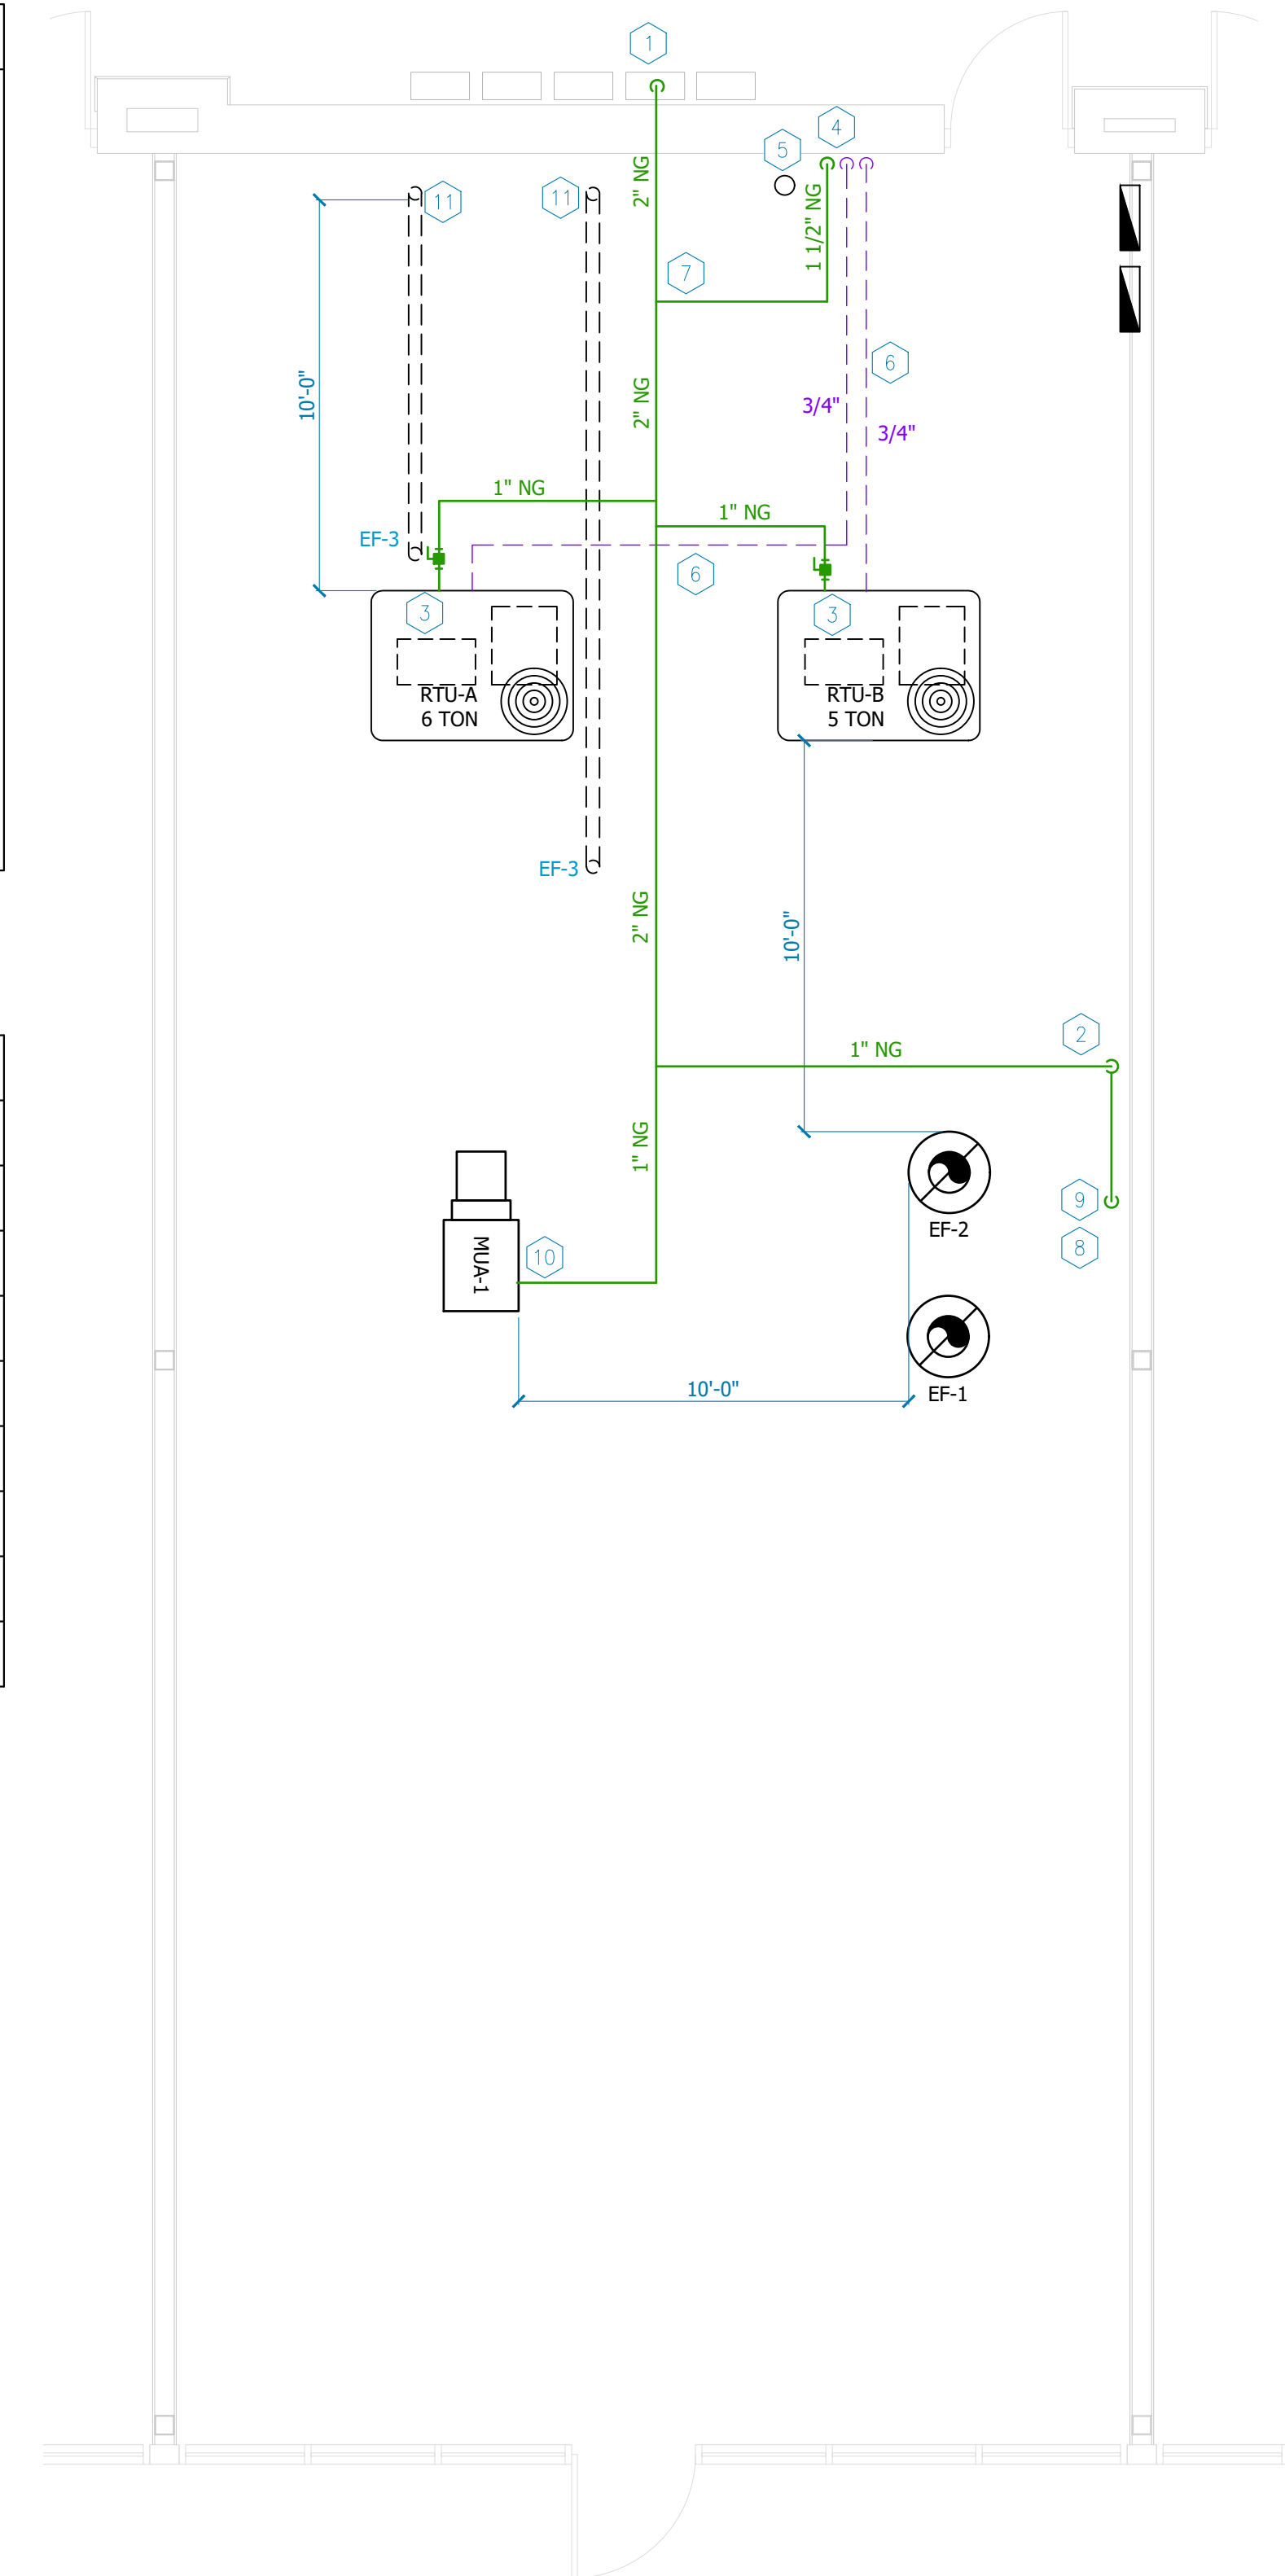 1
4
5
2" NG
1 1/2" NG
11
11
7
6
10'-0"
2" NG
3/4"
3/4"
1" NG
1" NG
EF-3
6
3
3
RTU-A
6 TON
RTU-B
5 TON
EF-3
2" NG
10'-0"
2
1" NG
1" NG
9
EF-2
8
MUA-1
10
10'-0"
EF-1